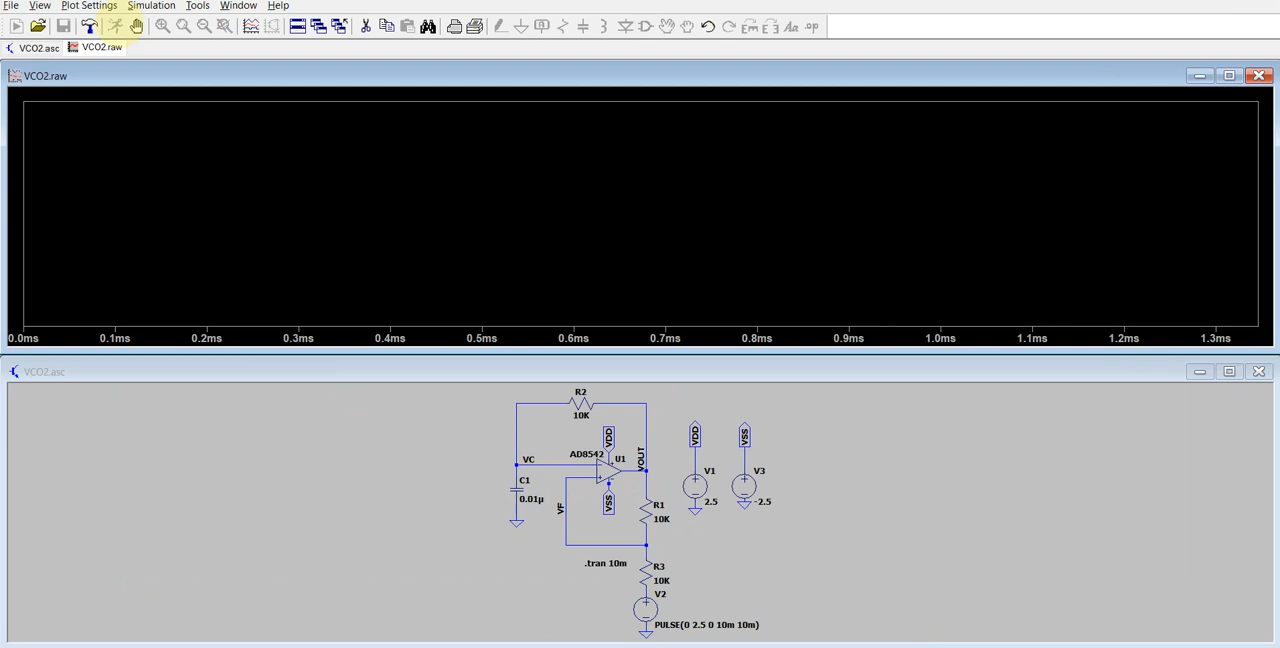 File View Plot Settings Simulation Tools Window Help
VCO2.asc VCO2.raw
VCO2.raw
0.0ms 0.1ms 0.2ms 0.3ms 0.4ms 0.5ms 0.6ms 0.7ms 0.8ms 0.9ms 1.0ms 1.1ms 1.2ms 1.3ms
VCO2.asc
R2
10K
VDD
VDD
VSS
AD8542
U1
VOUT
VC
C1
0.01µ
VSS
VF
V1
2.5
V3
-2.5
R1
10K
.tran 10m
R3
10K
V2
PULSE(0 2.5 0 10m 10m)